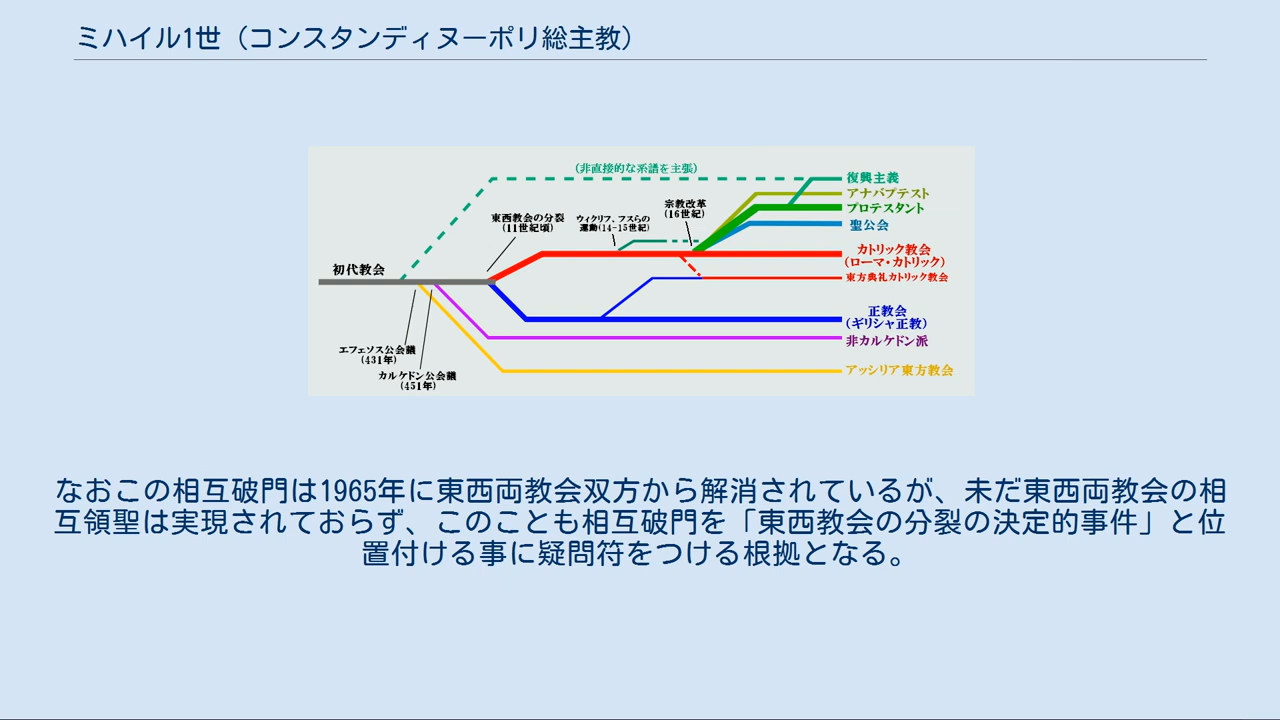 ミハイル1世（コンスタンディヌーポリ総主教）
（非直接的な系譜を主張）
復興主義
アナバプテスト
プロテスタント
聖公会
宗教改革
（16世紀）
ウィクリフ、フスらの
運動(14-15世紀)
東西教会の分裂
（11世紀頃）
カトリック教会
（ローマ・カトリック）
東方典礼カトリック教会
初代教会
正教会
（ギリシャ正教）
非カルケドン派
エフェソス公会議
（431年）
カルケドン公会議
（451年）
アッシリア東方教会
なおこの相互破門は1965年に東西両教会双方から解消されているが、未だ東西両教会の相
互領聖は実現されておらず、このことも相互破門を「東西教会の分裂の決定的事件」と位
置付ける事に疑問符をつける根拠となる。